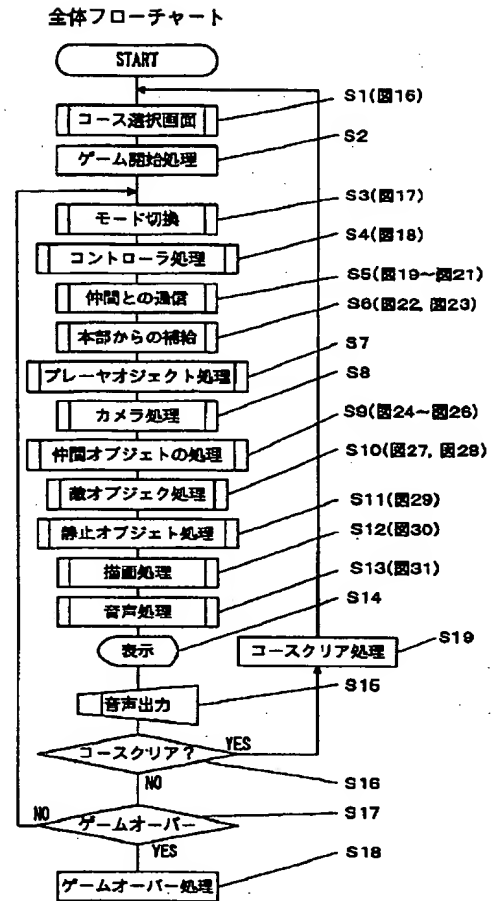 全体フローチャート
START
コース選択画面 S1(図16)
ゲーム開始処理 S2
モード切換 S3(図17)
コントローラ処理 S4(図18)
仲間との通信 S5(図19～図21)
本部からの補給 S6(図22, 図23)
プレーヤオジェクト処理 S7
カメラ処理 S8
仲間オブジェトの処理 S9(図24～図26)
敵オブジェク処理 S10(図27, 図28)
静止オブジェト処理 S11(図29)
描画処理 S12(図30)
音声処理 S13(図31)
表示 S14
コースクリア処理 S19
音声出力 S15
コースクリア？ YES
S16
NO
NO ゲームオーバー S17
YES
ゲームオーバー処理 S18